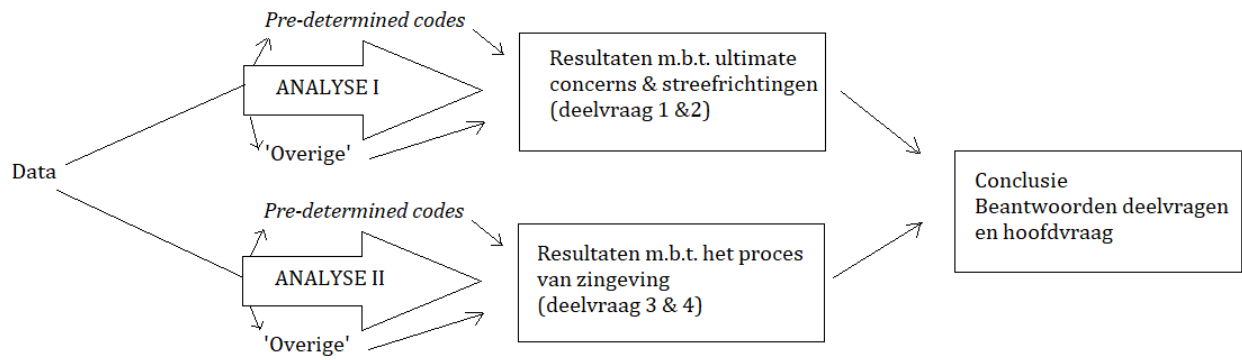 Data
Pre-determined codes
ANALYSE I
'Overige'
Resultaten m.b.t. ultimate
concerns & streefrichtingen
(deelvraag 1 &2)
Pre-determined codes
ANALYSE II
'Overige'
Resultaten m.b.t. het proces
van zingeving
(deelvraag 3 & 4)
Conclusie
Beantwoorden deelvragen
en hoofdvraag